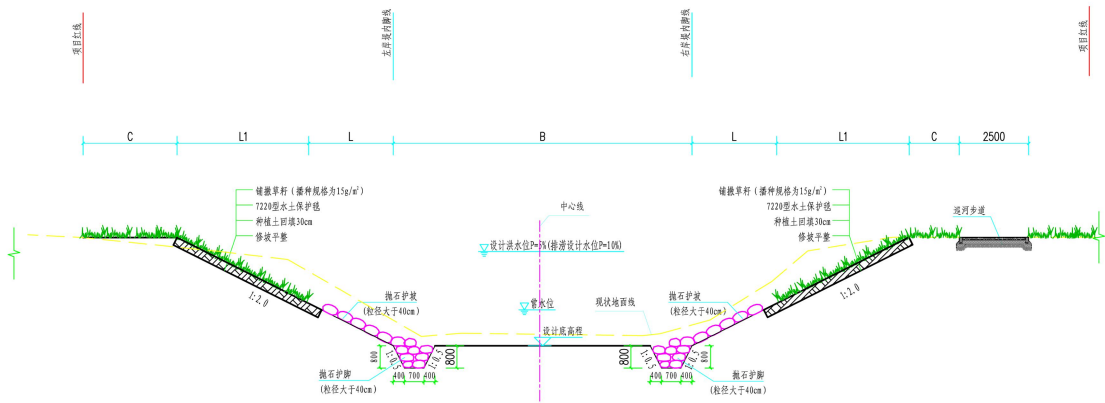 项目红线
左岸堤内脚线
右岸堤内脚线
项目红线
C
L1
L
B
L
L1
C
2500
铺撒草籽（播种规格为15g/m²）
7220型水土保护毯
种植土回填30cm
修坡平整
中心线
铺撒草籽（播种规格为15g/m²）
7220型水土保护毯
种植土回填30cm
修坡平整
巡河步道
设计洪水位P=5%(排涝设计水位P=10%)
1:2.0
抛石护坡
(粒径大于40cm)
常水位
现状地面线
抛石护坡
(粒径大于40cm)
1:2.0
设计底高程
800
1:0.5
1:0.5
800
800
1:0.5
1:0.5
800
抛石护脚
(粒径大于40cm)
400
700
400
400
700
400
抛石护脚
(粒径大于40cm)